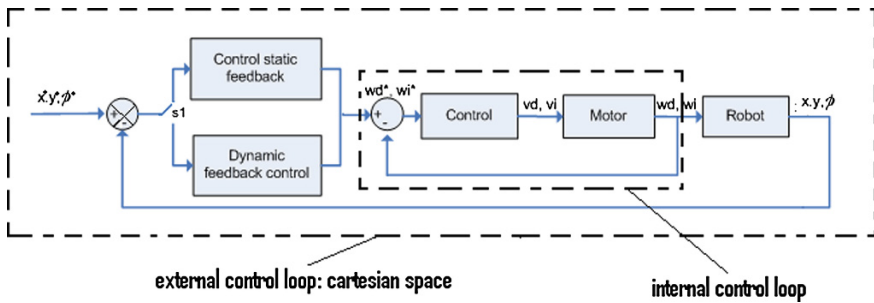 Control static
feedback
x*,y*,ϕ*
+
-
s1
Dynamic
feedback control
wd*, wi*
+
-
Control
vd, vi
Motor
wd, wi
Robot
x,y,ϕ
external control loop: cartesian space
internal control loop